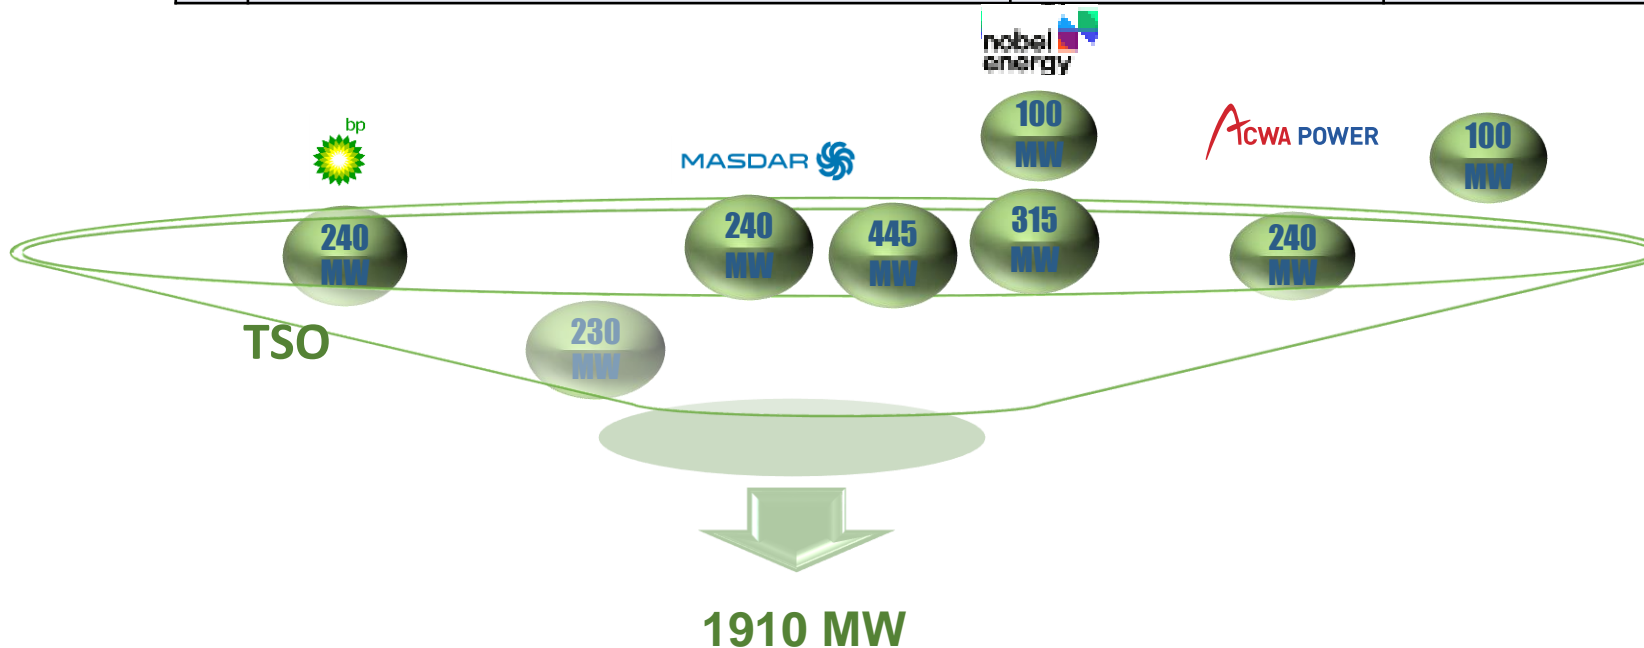 nobel
energy
100
MW
bp
MASDAR
ACWA POWER
100
MW
240
MW
240
MW
445
MW
315
MW
240
MW
TSO
230
MW
1910 MW